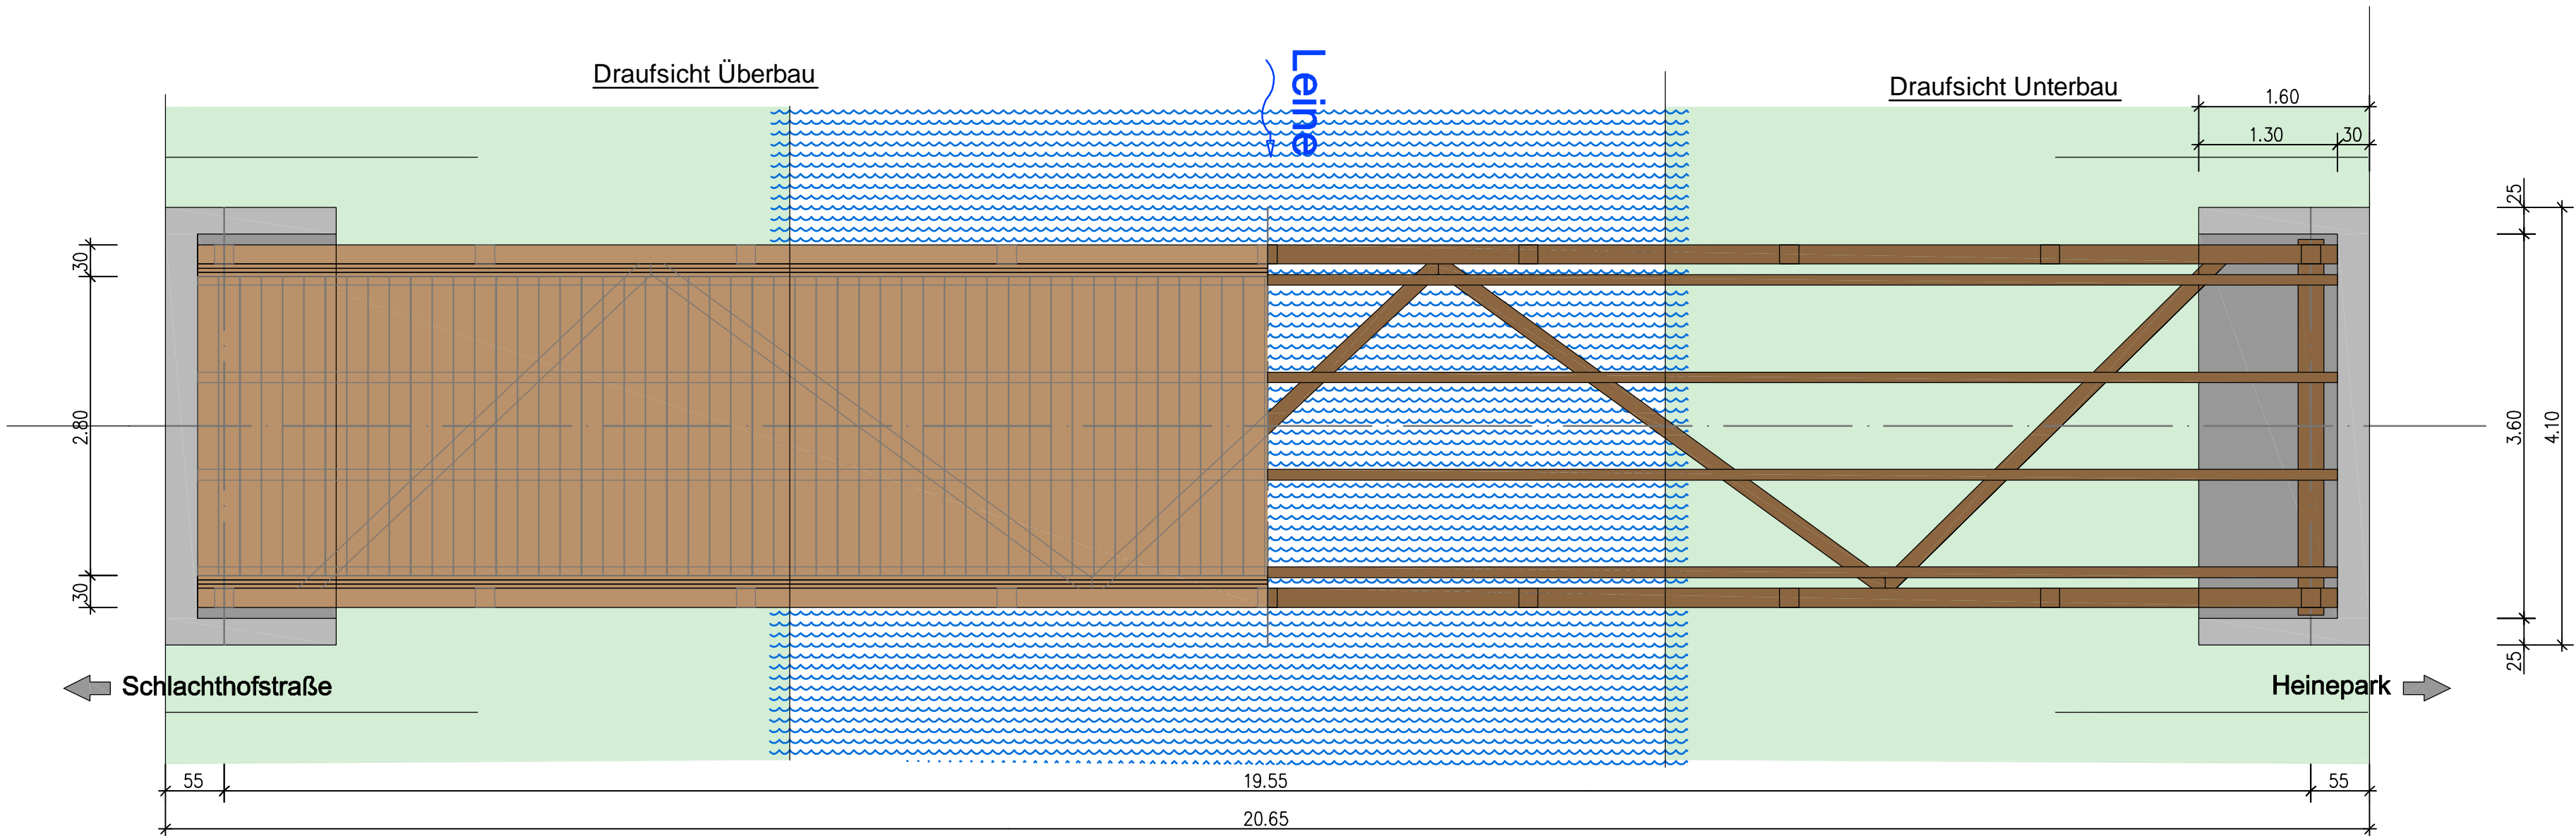 Leine
Draufsicht Überbau
Draufsicht Unterbau
1.60
1.30
30
25
30
2.80
3.60
4.10
30
25
Schlachthofstraße
Heinepark
55
19.55
55
20.65